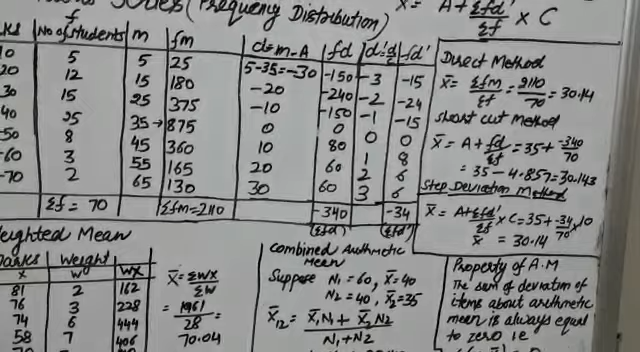 Series (Frequency Distribution)
X̄ = A + Σfd'/Σf × C
f
No of students | m | fm | d=m-A | fd | d'=d/c | fd'
10 | 5 | 5 | 25 | 5-35=-30 | -150 | -3 | -15
20 | 12 | 15 | 180 | -20 | -240 | -2 | -24
30 | 15 | 25 | 375 | -10 | -150 | -1 | -15
40 | 25 | 35 → | 875 | 0 | 0 | 0 | 0
-50 | 8 | 45 | 360 | 10 | 80 | 1 | 8
-60 | 3 | 55 | 165 | 20 | 60 | 2 | 6
-70 | 2 | 65 | 130 | 30 | 60 | 3 | 6
Σf = 70 | Σfm=2110 | -340 | -34
(Σfd) (Σfd')
Direct Method
X̄ = Σfm/Σf = 2110/70 = 30.14
Short cut Method
X̄ = A + fd/Σf = 35 + -340/70
= 35 - 4.857 = 30.143
Step Deviation Method
X̄ = A + Σfd'/Σf × C = 35 + -34/70 × 10
X̄ = 30.14
Weighted Mean
Marks | Weight
x | w | wx
81 | 2 | 162
76 | 3 | 228
74 | 6 | 444
58 | 7 | 406
X̄ = ΣWX/ΣW
= 1961/28 =
70.04
Combined Arithmetic
Mean
Suppose N₁ = 60, X̄ = 40
N₂ = 40, X̄₂ = 35
X̄₁₂ = X̄₁N₁ + X̄₂N₂/N₁+N₂
Property of A.M
The sum of deviation of
items about arithmetic
mean is always equal
to zero i.e